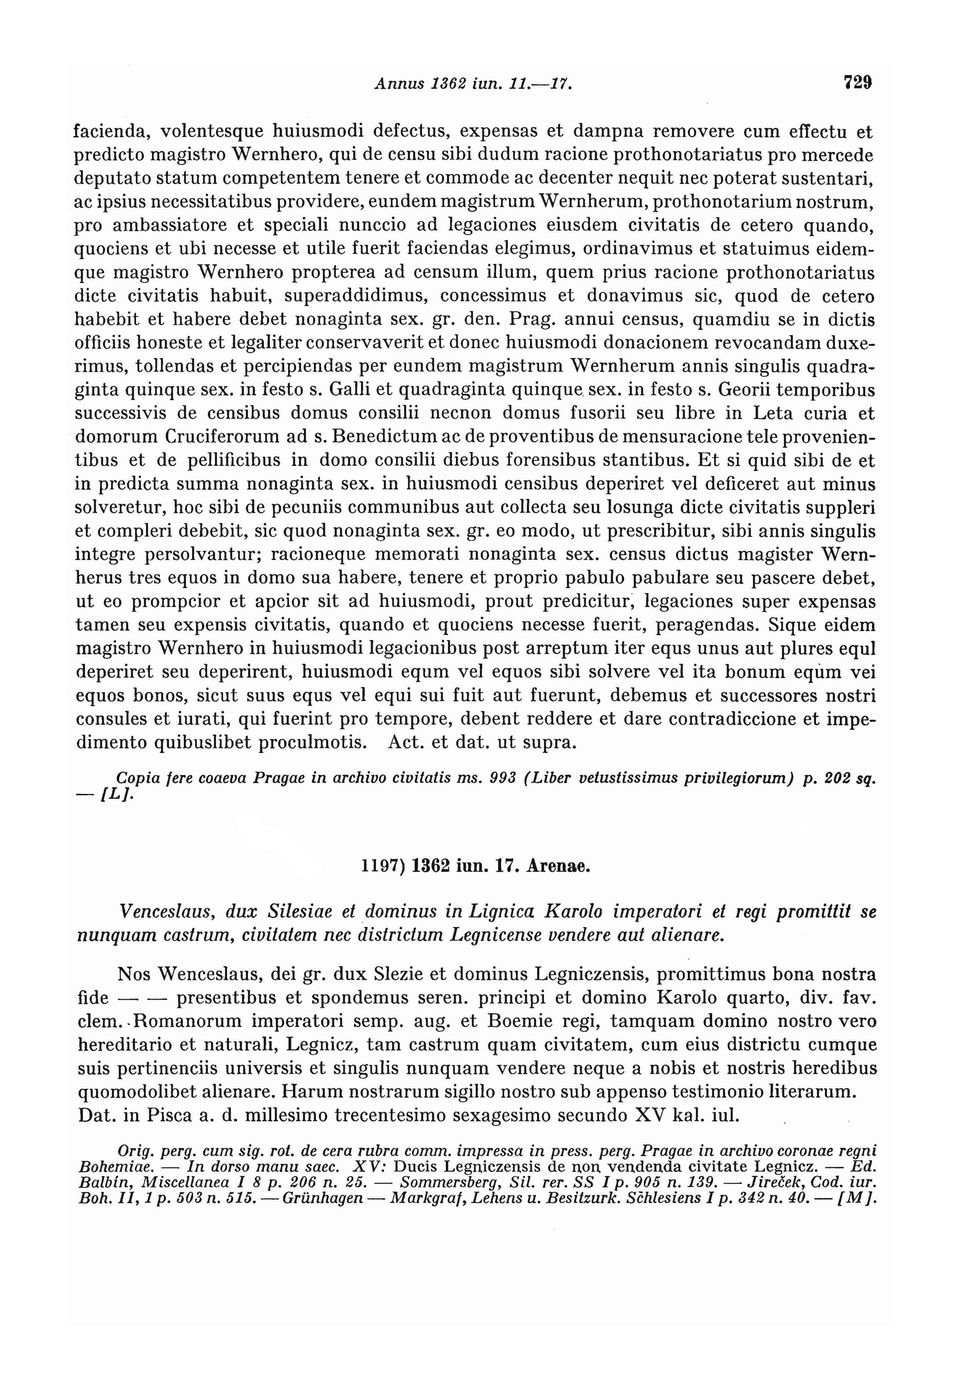 Annus 1362 iun. 11.—17. 729
facienda, volentesque huiusmodi defectus, expensas et dampna removere cum effectu et
predicto magistro Wernhero, qui de censu sibi dudum racione prothonotariatus pro mercede
deputato statum competentem tenere et commode ac decenter nequit nec poterat sustentari,
ac ipsius necessitatibus providere, eundem magistrum Wernherum, prothonotarium nostrum,
pro ambassiatore et speciali nunccio ad legaciones eiusdem civitatis de cetero quando,
quociens et ubi necesse et utile fuerit faciendas elegimus, ordinavimus et statuimus eidem-
que magistro Wernhero propterea ad censum illum, quem prius racione prothonotariatus
dicte civitatis habuit, superaddidimus, concessimus et donavimus sic, quod de cetero
habebit et habere debet nonaginta sex. gr. den. Prag. annui census, quamdiu se in dictis
officiis honeste et legaliter conservaverit et donec huiusmodi donacionem revocandam duxe-
rimus, tollendas et percipiendas per eundem magistrum Wernherum annis singulis quadra-
ginta quinque sex. in festo s. Galli et quadraginta quinque sex. in festo s. Georii temporibus
successivis de censibus domus consilii necnon domus fusorii seu libre in Leta curia et
domorum Cruciferorum ad s. Benedictum ac de proventibus de mensuracione tele provenien-
tibus et de pellificibus in domo consilii diebus forensibus stantibus. Et si quid sibi de et
in predicta summa nonaginta sex. in huiusmodi censibus deperiret vel deficeret aut minus
solveretur, hoc sibi de pecuniis communibus aut collecta seu losunga dicte civitatis suppleri
et compleri debebit, sic quod nonaginta sex. gr. eo modo, ut prescribitur, sibi annis singulis
integre persolvantur; racioneque memorati nonaginta sex. census dictus magister Wern-
herus tres equos in domo sua habere, tenere et proprio pabulo pabulare seu pascere debet,
ut eo prompcior et apcior sit ad huiusmodi, prout predicitur, legaciones super expensas
tamen seu expensis civitatis, quando et quociens necesse fuerit, peragendas. Sique eidem
magistro Wernhero in huiusmodi legacionibus post arreptum iter equs unus aut plures equl
deperiret seu deperirent, huiusmodi equm vel equos sibi solvere vel ita bonum equm vei
equos bonos, sicut suus equs vel equi sui fuit aut fuerunt, debemus et successores nostri
consules et iurati, qui fuerint pro tempore, debent reddere et dare contradiccione et impe-
dimento quibuslibet proculmotis. Act. et dat. ut supra.
Copia fere coaeva Pragae in archivo civitatis ms. 993 (Liber vetustissimus privilegiorum) p. 202 sq.
— [L].
1197) 1362 iun. 17. Arenae.
Venceslaus, dux Silesiae et dominus in Lignica Karolo imperatori et regi promittit se
nunquam castrum, civitatem nec districtum Legnicense vendere aut alienare.
Nos Wenceslaus, dei gr. dux Slezie et dominus Legniczensis, promittimus bona nostra
fide — — presentibus et spondemus seren. principi et domino Karolo quarto, div. fav.
clem. Romanorum imperatori semp. aug. et Boemie regi, tamquam domino nostro vero
hereditario et naturali, Legnicz, tam castrum quam civitatem, cum eius districtu cumque
suis pertinenciis universis et singulis nunquam vendere neque a nobis et nostris heredibus
quomodolibet alienare. Harum nostrarum sigillo nostro sub appenso testimonio literarum.
Dat. in Pisca a. d. millesimo trecentesimo sexagesimo secundo XV kal. iul.
Orig. perg. cum sig. rot. de cera rubra comm. impressa in press. perg. Pragae in archivo coronae regni
Bohemiae. — In dorso manu saec. XV: Ducis Legniczensis de non vendenda civitate Legnicz. — Ed.
Balbín, Miscellanea I 8 p. 206 n. 25. — Sommersberg, Sil. rer. SS I p. 905 n. 139. — Jireček, Cod. iur.
Boh. II, 1 p. 503 n. 515. — Grünhagen — Markgraf, Lehens u. Besitzurk. Schlesiens I p. 342 n. 40. — [M].